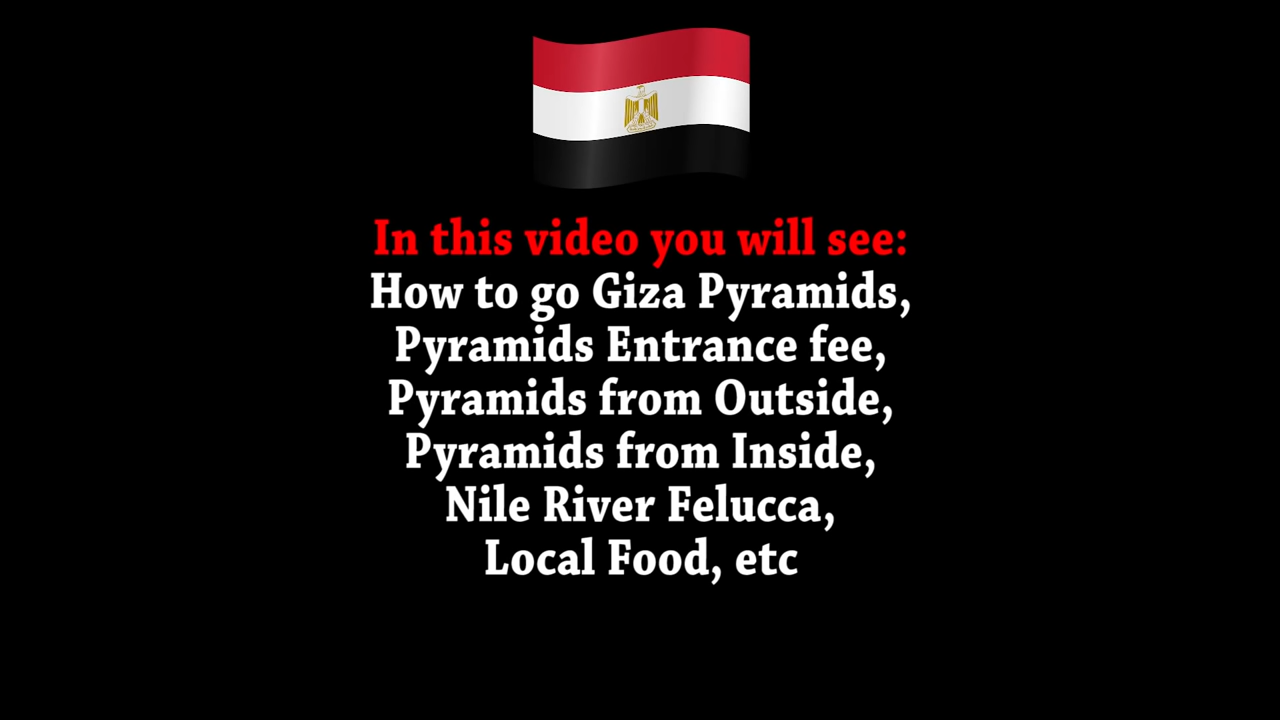 In this video you will see:
How to go Giza Pyramids,
Pyramids Entrance fee,
Pyramids from Outside,
Pyramids from Inside,
Nile River Felucca,
Local Food, etc